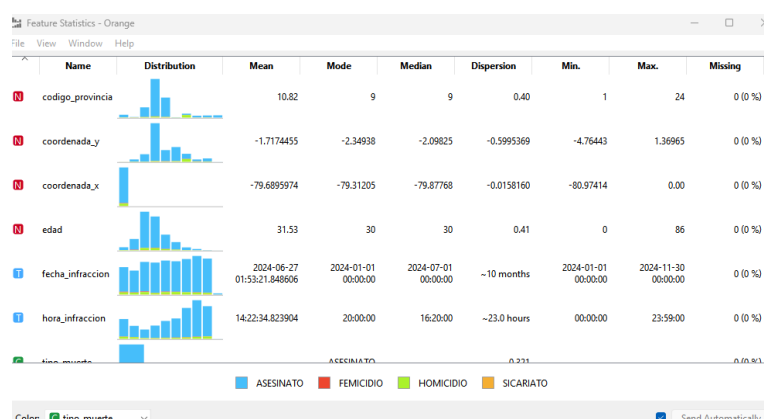 Feature Statistics - Orange
File View Window Help
Name Distribution Mean Mode Median Dispersion Min. Max. Missing
N codigo_provincia 10.82 9 9 0.40 1 24 0 (0 %)
N coordenada_y -1.7174455 -2.34938 -2.09825 -0.5995369 -4.76443 1.36965 0 (0 %)
N coordenada_x -79.6895974 -79.31205 -79.87768 -0.0158160 -80.97414 0.00 0 (0 %)
N edad 31.53 30 30 0.41 0 86 0 (0 %)
T fecha_infraccion 2024-06-27 01:53:21.848606 2024-01-01 00:00:00 2024-07-01 00:00:00 ~10 months 2024-01-01 00:00:00 2024-11-30 00:00:00 0 (0 %)
T hora_infraccion 14:22:34.823904 20:00:00 16:20:00 ~23.0 hours 00:00:00 23:59:00 0 (0 %)
C tipo_muerte ASESINATO 0.321 0 (0 %)
ASESINATO FEMICIDIO HOMICIDIO SICARIATO
Color: C tipo_muerte Send Automatically